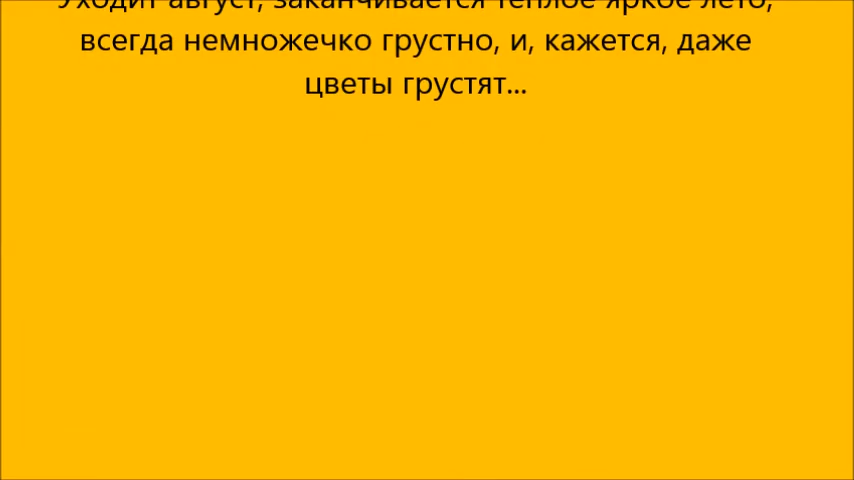 Уходит август, заканчивается теплое яркое лето,
всегда немножечко грустно, и, кажется, даже
цветы грустят...